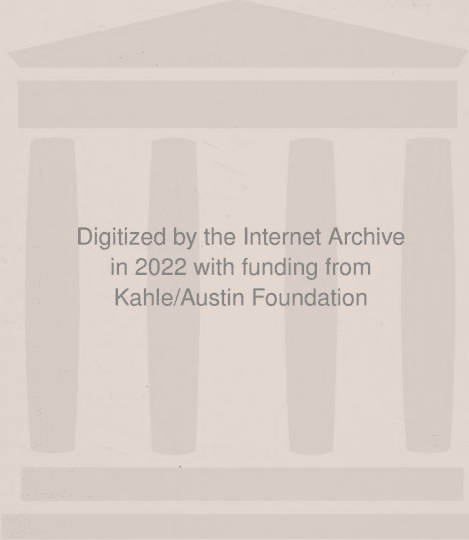 Digitized by the Internet Archive
in 2022 with funding from
Kahle/Austin Foundation